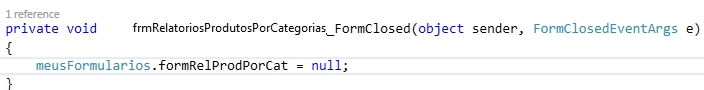 1 reference
private void frmRelatoriosProdutosPorCategorias_FormClosed(object sender, FormClosedEventArgs e)
{
meusFormularios.formRelProdPorCat = null;
}